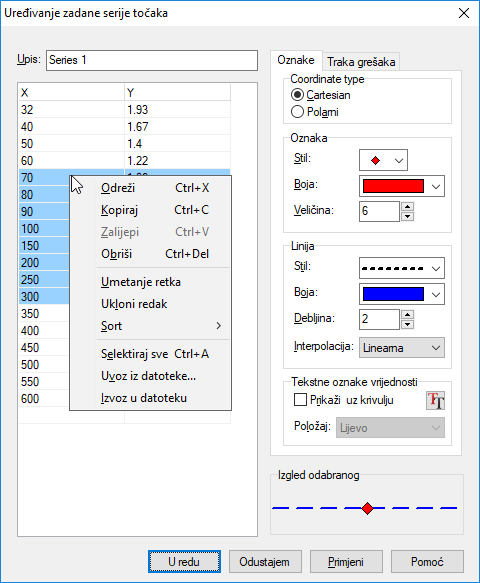 Uređivanje zadane serije točaka
Upis: Series 1
X Y
32 1.93
40 1.67
50 1.4
60 1.22
70
80
90
100
150
200
250
300
350
400
450
500
550
600
Odreži Ctrl+X
Kopiraj Ctrl+C
Zalijepi Ctrl+V
Obriši Ctrl+Del
Umetanje retka
Ukloni redak
Sort
Selektiraj sve Ctrl+A
Uvoz iz datoteke...
Izvoz u datoteku
Oznake Traka grešaka
Coordinate type
Cartesian
Polarni
Oznaka
Stil:
Boja:
Veličina: 6
Linija
Stil:
Boja:
Debljina: 2
Interpolacija: Linearna
Tekstne oznake vrijednosti
Prikaži uz krivulju
Položaj: Lijevo
Izgled odabranog
U redu Odustajem Primjeni Pomoć